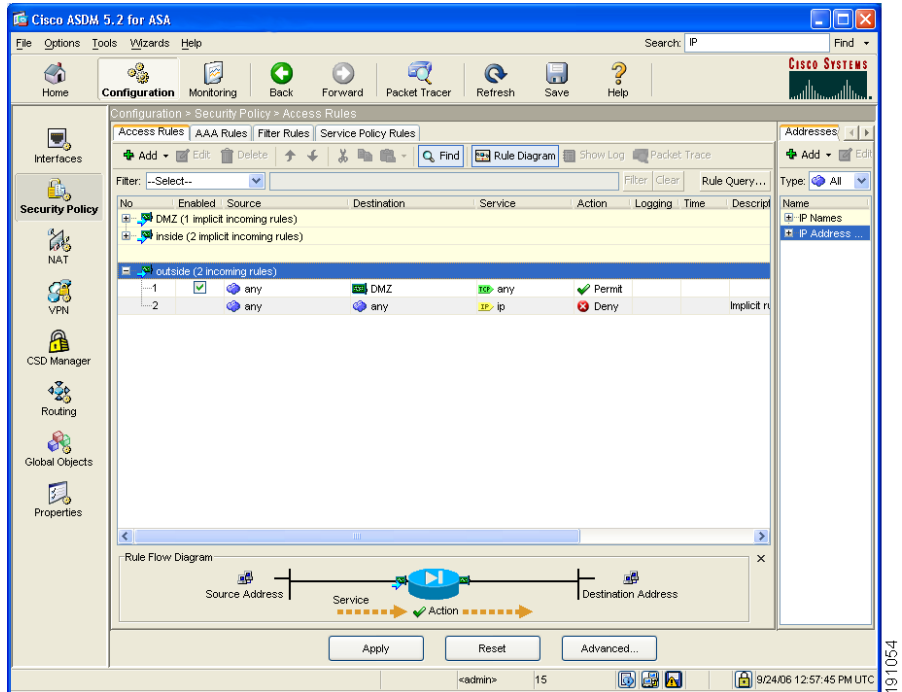 Cisco ASDM 5.2 for ASA
File Options Tools Wizards Help Search: IP Find
Home Configuration Monitoring Back Forward Packet Tracer Refresh Save Help
CISCO SYSTEMS
Configuration > Security Policy > Access Rules
Access Rules AAA Rules Filter Rules Service Policy Rules Addresses
Add Edit Delete Find Rule Diagram Show Log Packet Trace Add Edit
Filter: --Select-- Filter Clear Rule Query... Type: All
No Enabled Source Destination Service Action Logging Time Descript Name
DMZ (1 implicit incoming rules) IP Names
inside (2 implicit incoming rules) IP Address ...
outside (2 incoming rules)
1 any DMZ TCP any Permit
2 any any IP ip Deny Implicit ru
Interfaces
Security Policy
NAT
VPN
CSD Manager
Routing
Global Objects
Properties
Rule Flow Diagram
Source Address Destination Address
Service
Action
Apply Reset Advanced...
<admin> 15 9/24/06 12:57:45 PM UTC
191054